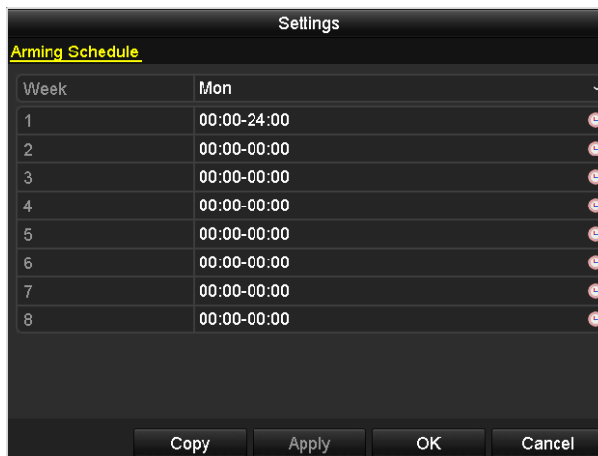 Settings
Arming Schedule
Week Mon
1 00:00-24:00
2 00:00-00:00
3 00:00-00:00
4 00:00-00:00
5 00:00-00:00
6 00:00-00:00
7 00:00-00:00
8 00:00-00:00
Copy Apply OK Cancel